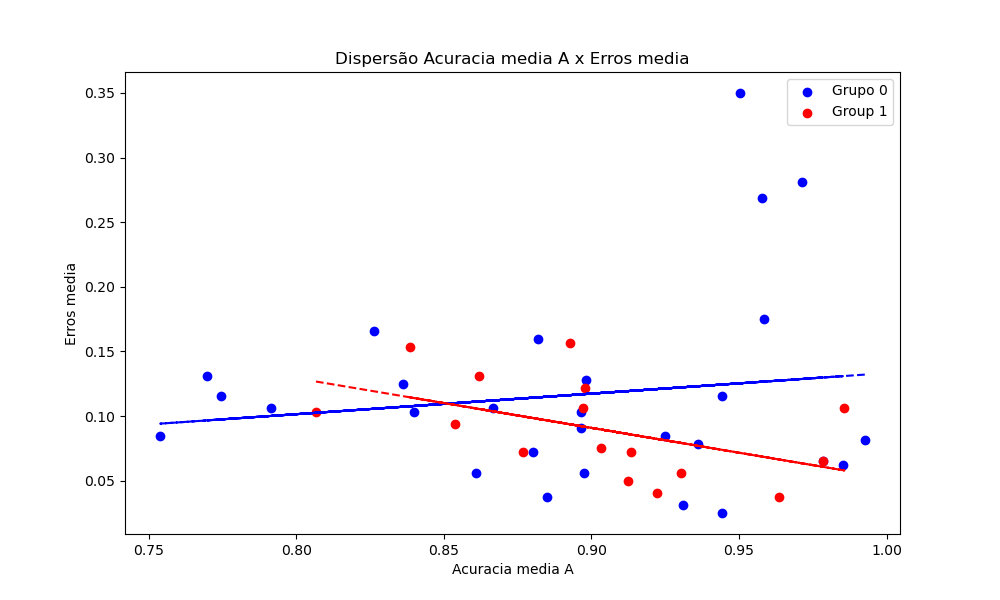 Dispersão Acuracia media A x Erros media
Grupo 0
Group 1
Erros media
0.35
0.30
0.25
0.20
0.15
0.10
0.05
0.75
0.80
0.85
0.90
0.95
1.00
Acuracia media A